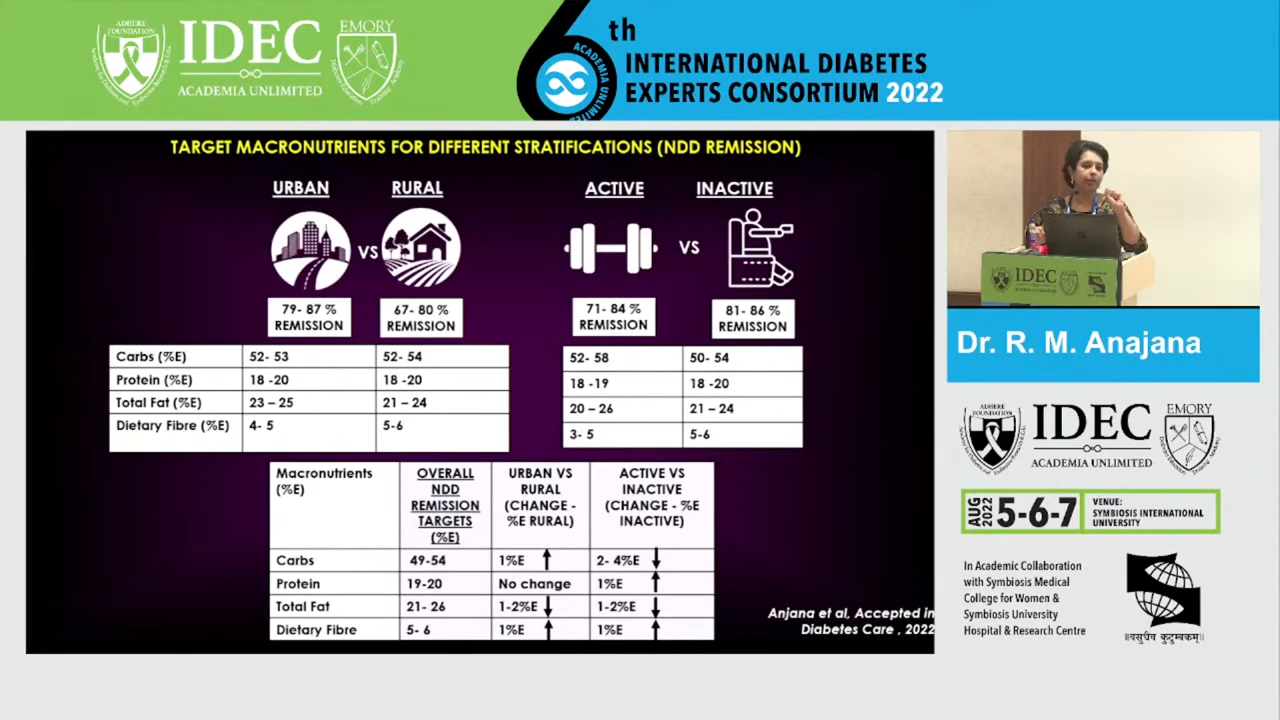 ADHERE
FOUNDATION
IDEC
ACADEMIA UNLIMITED
EMORY
6th
ACADEMIA UNLIMITED
INTERNATIONAL DIABETES
EXPERTS CONSORTIUM 2022
TARGET MACRONUTRIENTS FOR DIFFERENT STRATIFICATIONS (NDD REMISSION)
URBAN
RURAL
VS
79- 87 %
REMISSION
67- 80 %
REMISSION
ACTIVE
INACTIVE
VS
71- 84 %
REMISSION
81- 86 %
REMISSION
Carbs (%E) 52- 53 52- 54
Protein (%E) 18 -20 18 -20
Total Fat (%E) 23 – 25 21 – 24
Dietary Fibre (%E) 4- 5 5-6
52- 58 50- 54
18 -19 18 -20
20 – 26 21 – 24
3- 5 5-6
Macronutrients
(%E)
OVERALL
NDD
REMISSION
TARGETS
(%E)
URBAN VS
RURAL
(CHANGE -
%E RURAL)
ACTIVE VS
INACTIVE
(CHANGE - %E
INACTIVE)
Carbs 49-54 1%E ↑ 2- 4%E ↓
Protein 19-20 No change 1%E ↑
Total Fat 21- 26 1-2%E ↓ 1-2%E ↓
Dietary Fibre 5- 6 1%E ↑ 1%E ↑
Anjana et al, Accepted in
Diabetes Care , 2022
IDEC
Dr. R. M. Anajana
ADHERE
FOUNDATION
IDEC
ACADEMIA UNLIMITED
EMORY
AUG
2022
5-6-7
VENUE:
SYMBIOSIS INTERNATIONAL
UNIVERSITY
In Academic Collaboration
with Symbiosis Medical
College for Women &
Symbiosis University
Hospital & Research Centre
॥वसुधैव कुटुम्बकम्॥